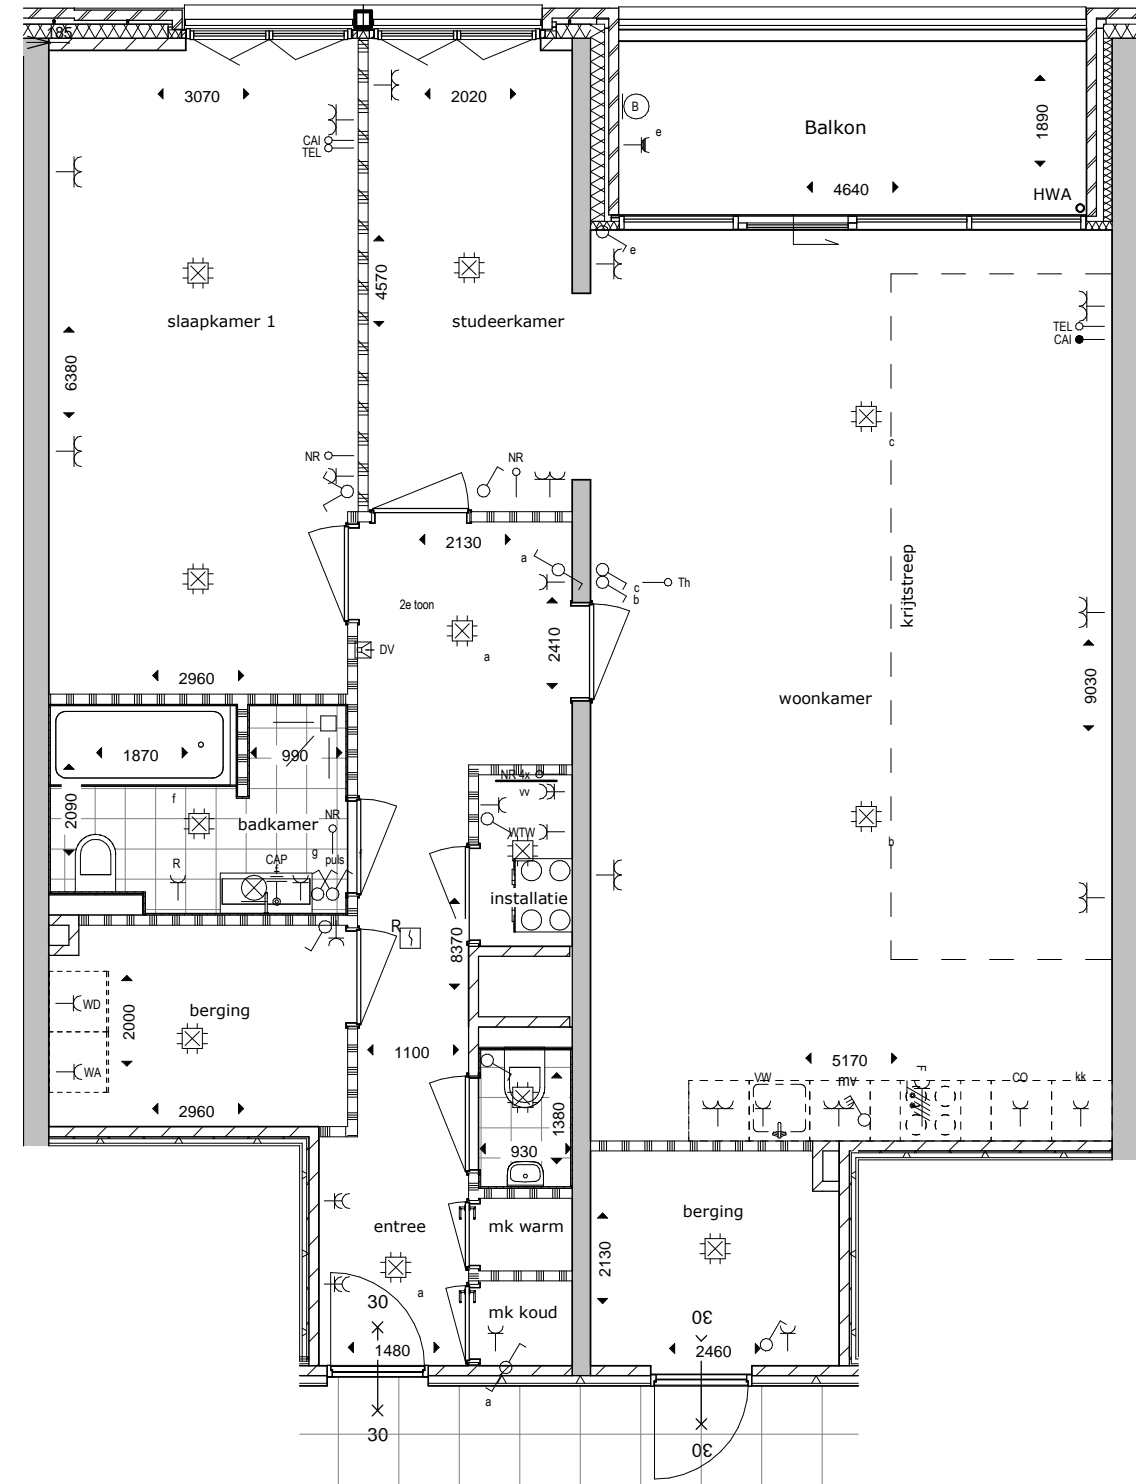 185
3070
2020
B
e
Balkon
1890
CAI
TEL
4640
HWA
e
4570
slaapkamer 1
studeerkamer
TEL
CAI
6380
c
NR
NR
krijtstreep
2130
a
c
b
Th
2e toon
2410
a
DV
2960
woonkamer
9030
1870
990
NR 4x
vv
2090
f
badkamer
NR
WTW
b
R
CAP
f
g
puls
f
f
installatie
R
8370
WD
2000
berging
WA
1100
5170
VW
mv
F
CO
kk
2960
1380
930
entree
mk warm
berging
2130
a
30
mk koud
30
1480
2460
a
30
30